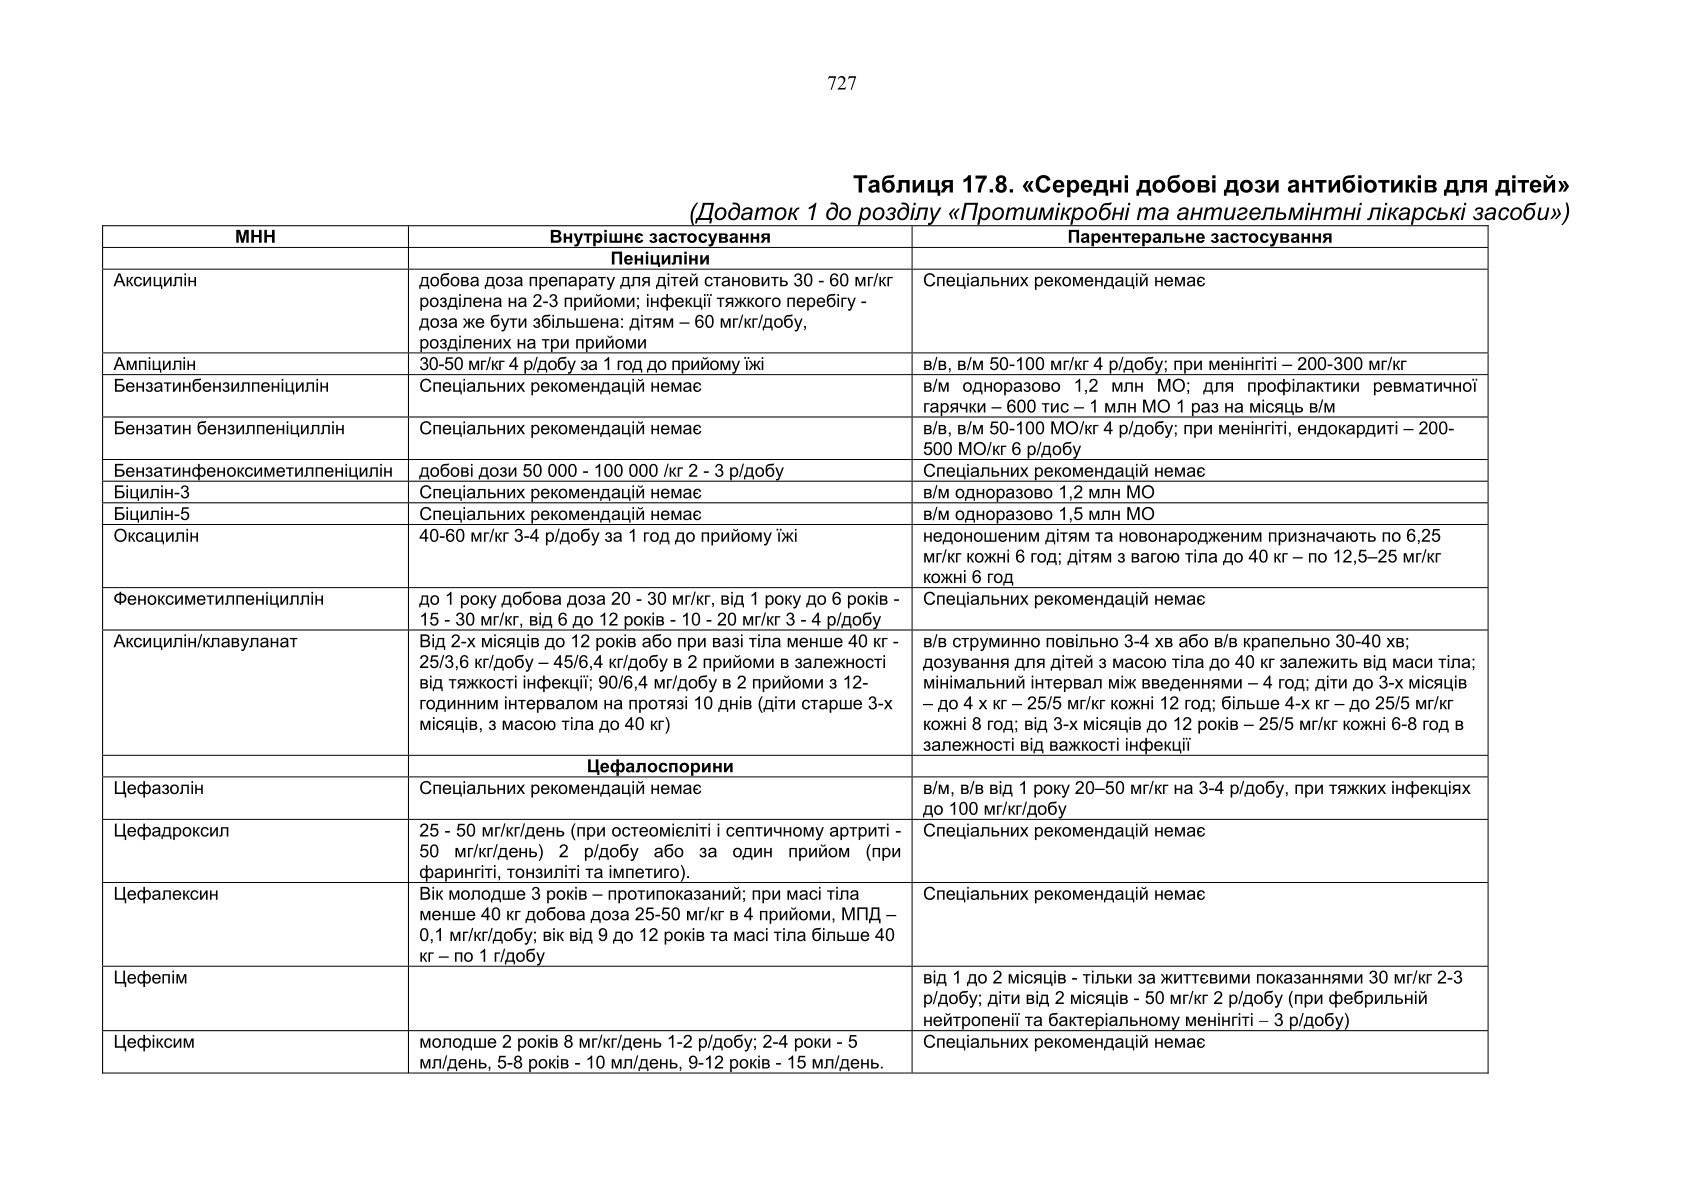 727
Таблиця 17.8. «Середні добові дози антибіотиків для дітей»
(Додаток 1 до розділу «Протимікробні та антигельмінтні лікарські засоби»)
МНН Внутрішнє застосування Парентеральне застосування
Пеніциліни
Аксицилін
добова доза препарату для дітей становить 30 - 60 мг/кг
розділена на 2-3 прийоми; інфекції тяжкого перебігу -
доза же бути збільшена: дітям – 60 мг/кг/добу,
розділених на три прийоми
Спеціальних рекомендацій немає
Ампіцилін
30-50 мг/кг 4 р/добу за 1 год до прийому їжі
в/в, в/м 50-100 мг/кг 4 р/добу; при менінгіті – 200-300 мг/кг
Бензатинбензилпеніцилін
Спеціальних рекомендацій немає
в/м одноразово 1,2 млн МО; для профілактики ревматичної
гарячки – 600 тис – 1 млн МО 1 раз на місяць в/м
Бензатин бензилпеніциллін
Спеціальних рекомендацій немає
в/в, в/м 50-100 МО/кг 4 р/добу; при менінгіті, ендокардиті – 200-
500 МО/кг 6 р/добу
Бензатинфеноксиметилпеніцилін
добові дози 50 000 - 100 000 /кг 2 - 3 р/добу
Спеціальних рекомендацій немає
Біцилін-3
Спеціальних рекомендацій немає
в/м одноразово 1,2 млн МО
Біцилін-5
Спеціальних рекомендацій немає
в/м одноразово 1,5 млн МО
Оксацилін
40-60 мг/кг 3-4 р/добу за 1 год до прийому їжі
недоношеним дітям та новонародженим призначають по 6,25
мг/кг кожні 6 год; дітям з вагою тіла до 40 кг – по 12,5–25 мг/кг
кожні 6 год
Феноксиметилпеніциллін
до 1 року добова доза 20 - 30 мг/кг, від 1 року до 6 років -
15 - 30 мг/кг, від 6 до 12 років - 10 - 20 мг/кг 3 - 4 р/добу
Спеціальних рекомендацій немає
Аксицилін/клавуланат
Від 2-х місяців до 12 років або при вазі тіла менше 40 кг -
25/3,6 кг/добу – 45/6,4 кг/добу в 2 прийоми в залежності
від тяжкості інфекції; 90/6,4 мг/добу в 2 прийоми з 12-
годинним інтервалом на протязі 10 днів (діти старше 3-х
місяців, з масою тіла до 40 кг)
в/в струминно повільно 3-4 хв або в/в крапельно 30-40 хв;
дозування для дітей з масою тіла до 40 кг залежить від маси тіла;
мінімальний інтервал між введеннями – 4 год; діти до 3-х місяців
– до 4 х кг – 25/5 мг/кг кожні 12 год; більше 4-х кг – до 25/5 мг/кг
кожні 8 год; від 3-х місяців до 12 років – 25/5 мг/кг кожні 6-8 год в
залежності від важкості інфекції
Цефалоспорини
Цефазолін
Спеціальних рекомендацій немає
в/м, в/в від 1 року 20–50 мг/кг на 3-4 р/добу, при тяжких інфекціях
до 100 мг/кг/добу
Цефадроксил
25 - 50 мг/кг/день (при остеомієліті і септичному артриті -
50 мг/кг/день) 2 р/добу або за один прийом (при
фарингіті, тонзиліті та імпетиго).
Спеціальних рекомендацій немає
Цефалексин
Вік молодше 3 років – протипоказаний; при масі тіла
менше 40 кг добова доза 25-50 мг/кг в 4 прийоми, МПД –
0,1 мг/кг/добу; вік від 9 до 12 років та масі тіла більше 40
кг – по 1 г/добу
Спеціальних рекомендацій немає
Цефепім
від 1 до 2 місяців - тільки за життєвими показаннями 30 мг/кг 2-3
р/добу; діти від 2 місяців - 50 мг/кг 2 р/добу (при фебрильній
нейтропенії та бактеріальному менінгіті – 3 р/добу)
Цефіксим
молодше 2 років 8 мг/кг/день 1-2 р/добу; 2-4 роки - 5
мл/день, 5-8 років - 10 мл/день, 9-12 років - 15 мл/день.
Спеціальних рекомендацій немає